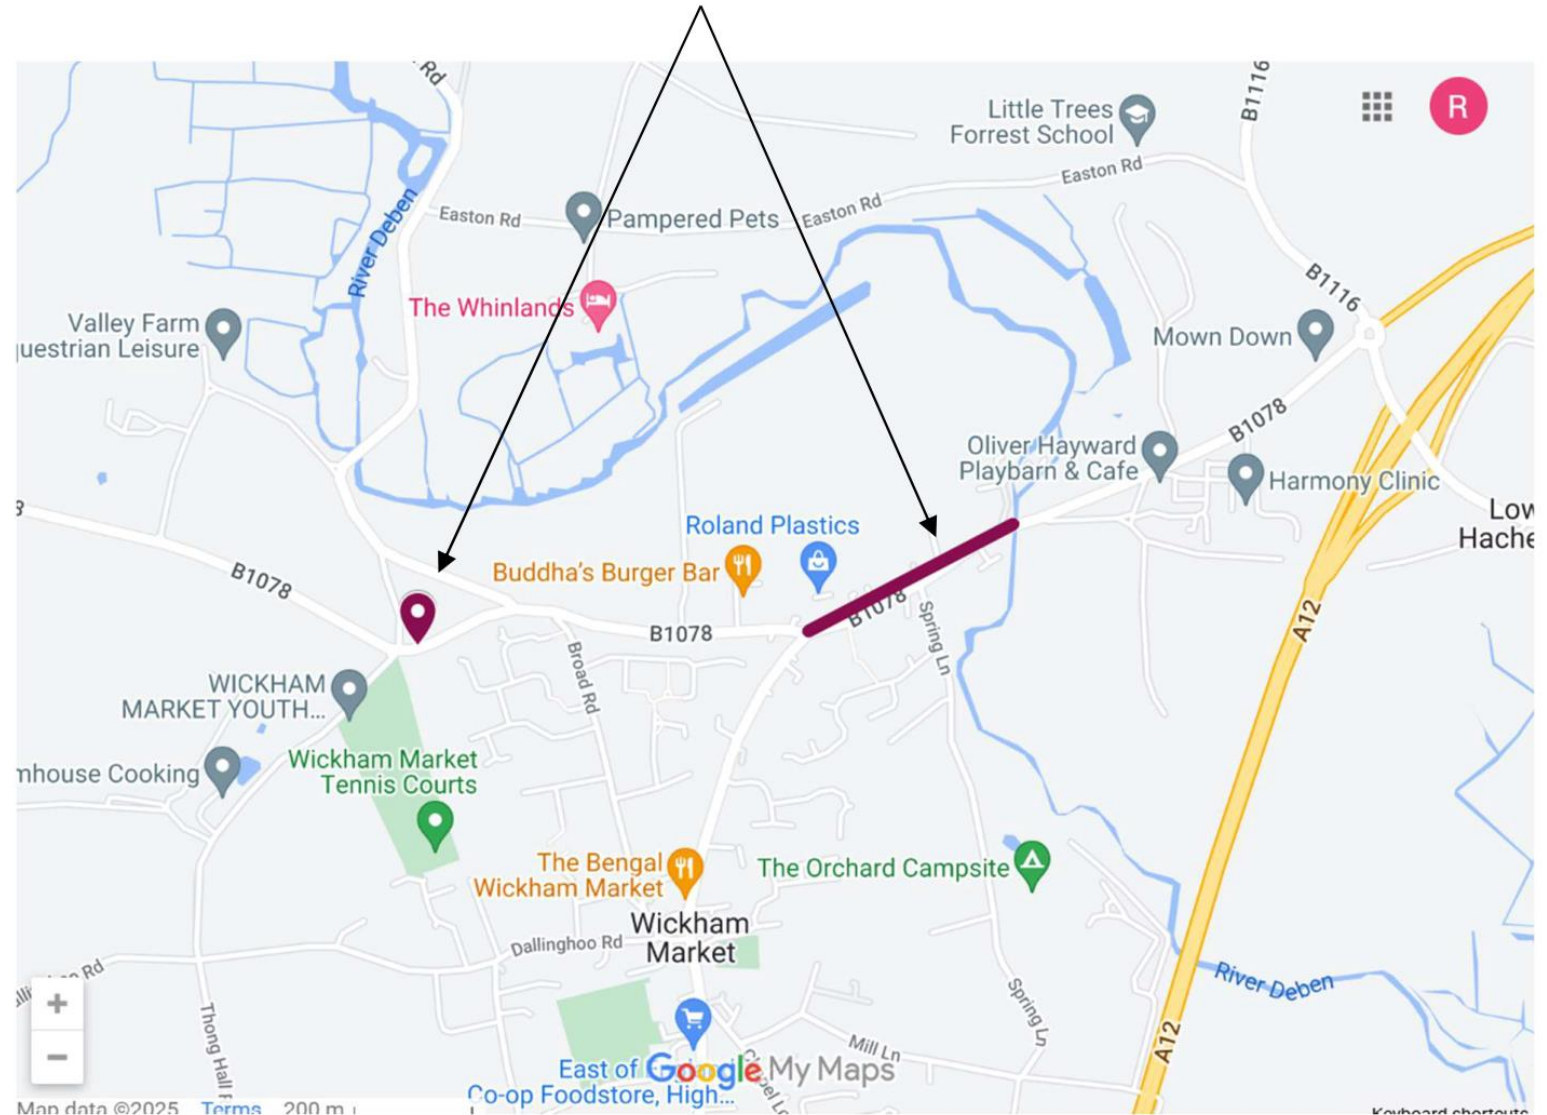 Rd
B1116
Little Trees
Forrest School
R
Easton Rd
River Deben
Easton Rd
Pampered Pets
Easton Rd
The Whinlands
B1116
Valley Farm
questrian Leisure
Mown Down
B1078
Oliver Hayward
Playbarn & Cafe
Harmony Clinic
Low
Hache
Roland Plastics
Buddha's Burger Bar
B1078
B1078
B1078
Spring Ln
A12
Broad Rd
WICKHAM
MARKET YOUTH...
Wickham Market
Tennis Courts
mhouse Cooking
The Bengal
Wickham Market
The Orchard Campsite
Wickham
Market
Dallinghoo Rd
Rd
River Deben
Spring Ln
Thong Hall R
+
−
A12
Mill Ln
East of
Google My Maps
Co-op Foodstore, High...
Map data ©2025 Terms 200 m
Keyboard shortcuts